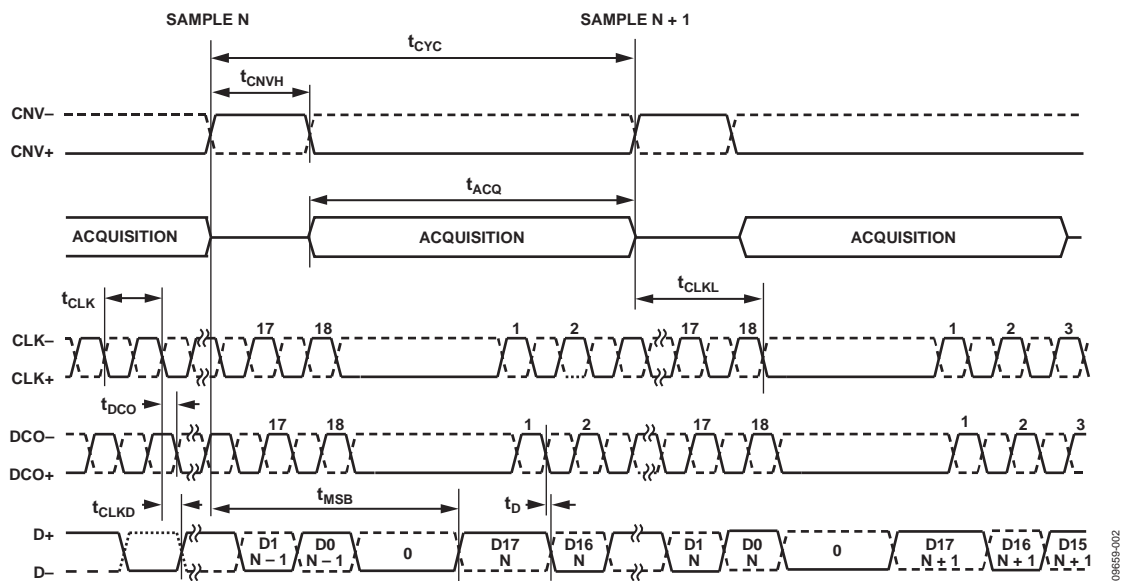 SAMPLE N SAMPLE N + 1
tCYC
tCNVH
CNV–
CNV+
tACQ
ACQUISITION ACQUISITION ACQUISITION
tCLK tCLKL
17 18 1 2 17 18 1 2 3
CLK–
CLK+
tDCO
17 18 1 2 17 18 1 2 3
DCO–
DCO+
tCLKD tMSB tD
D+
D–
D1 N – 1 D0 N – 1 0 D17 N D16 N D1 N D0 N 0 D17 N + 1 D16 N + 1 D15 N + 1
09659-002